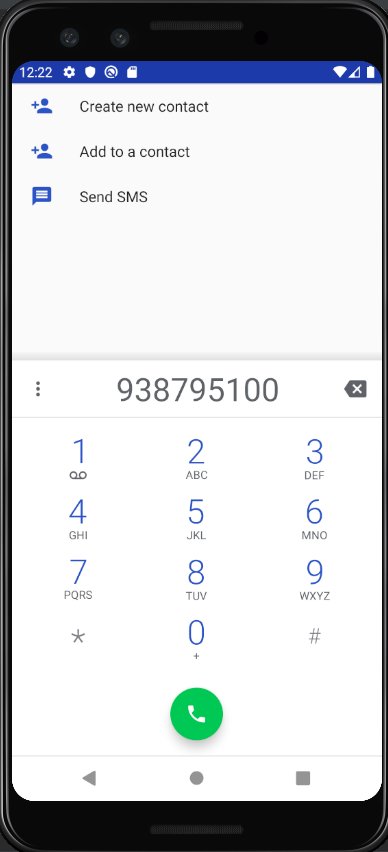 12:22
Create new contact
Add to a contact
Send SMS
938795100
1 2 3
ABC DEF
4 5 6
GHI JKL MNO
7 8 9
PQRS TUV WXYZ
* 0 #
+